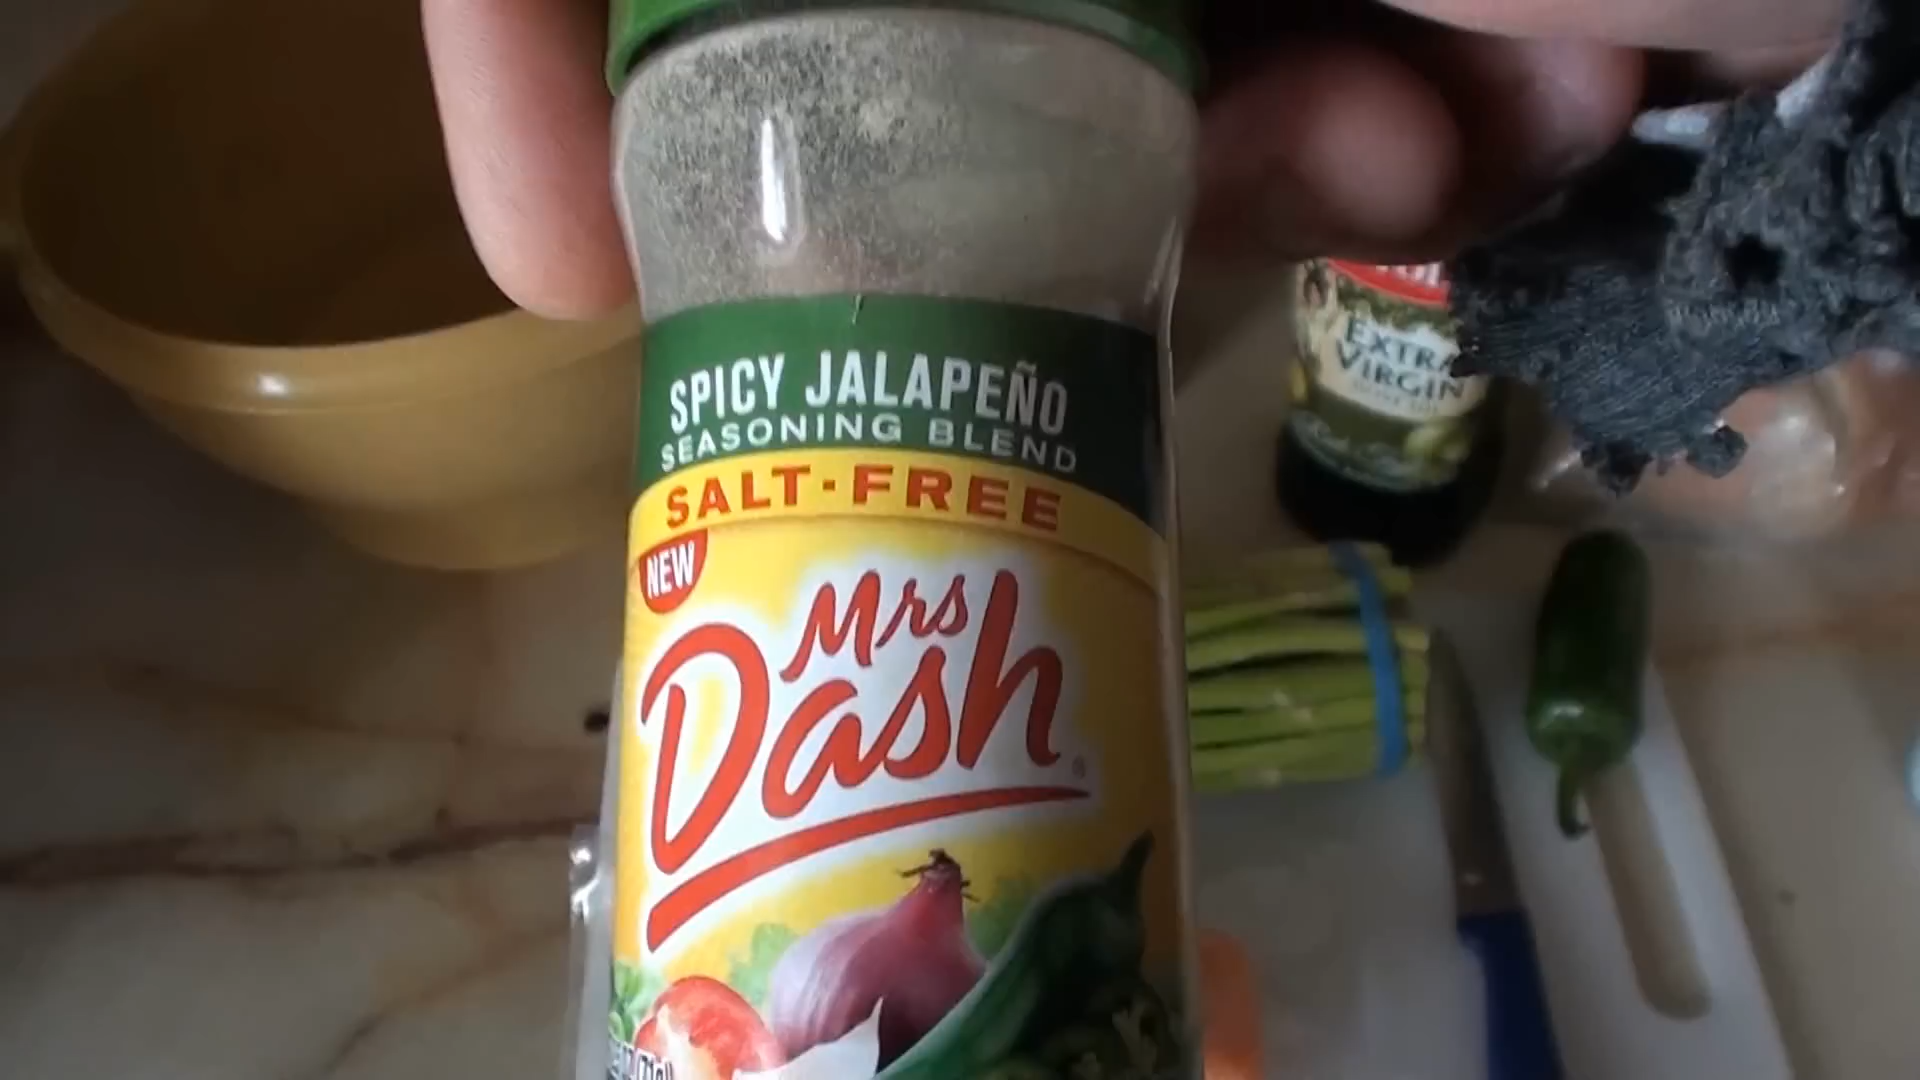 SPICY JALAPEÑO
SEASONING BLEND
SALT-FREE
NEW
Mrs
Dash
EXTRA
VIRGIN